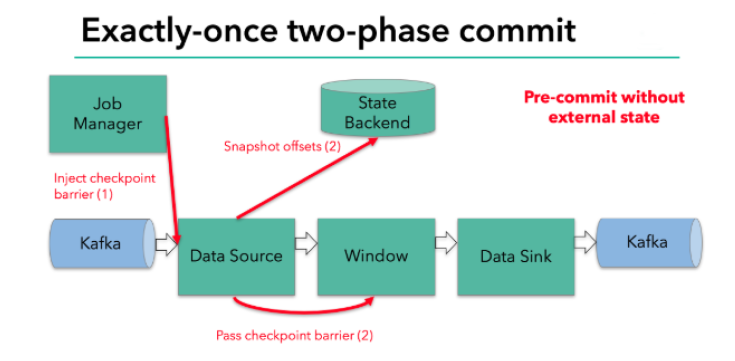 Exactly-once two-phase commit
Job
Manager
State
Backend
Pre-commit without
external state
Snapshot offsets (2)
Inject checkpoint
barrier (1)
Kafka
Data Source
Window
Data Sink
Kafka
Pass checkpoint barrier (2)